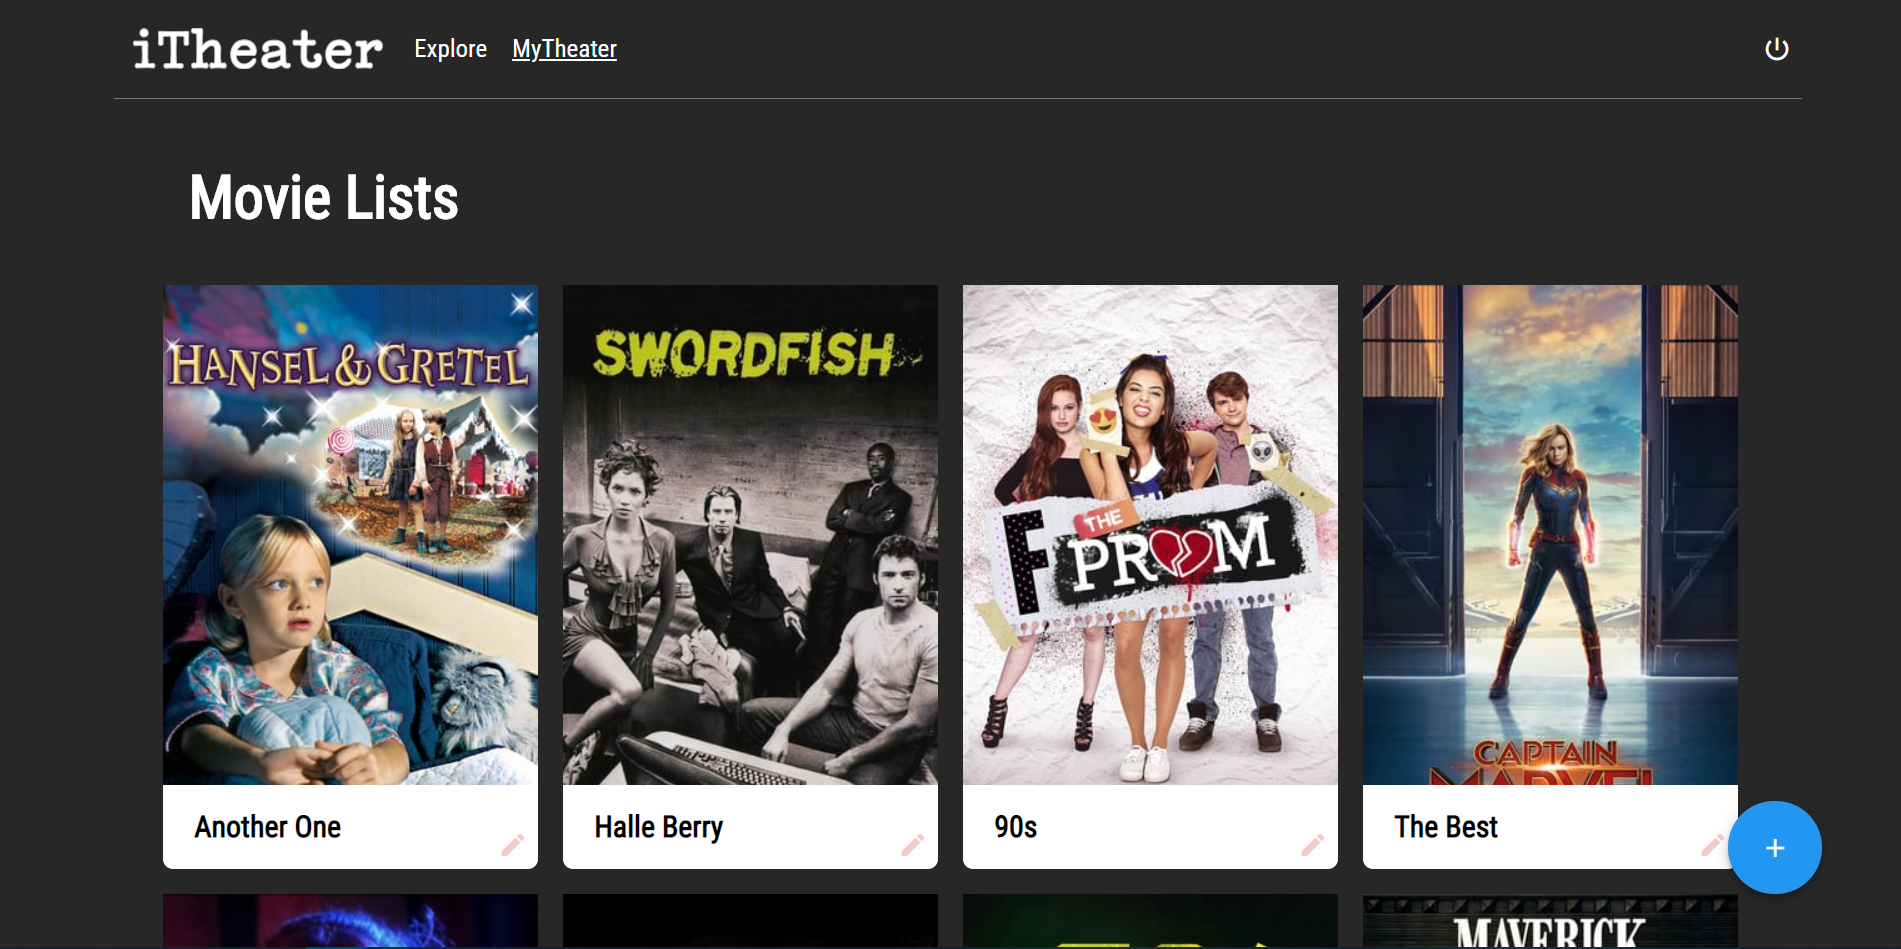 iTheater Explore MyTheater
Movie Lists
HANSEL & GRETEL
SWORDFISH
F THE
PROM
CAPTAIN
MARVEL
Another One
Halle Berry
90s
The Best
+
MAVERICK